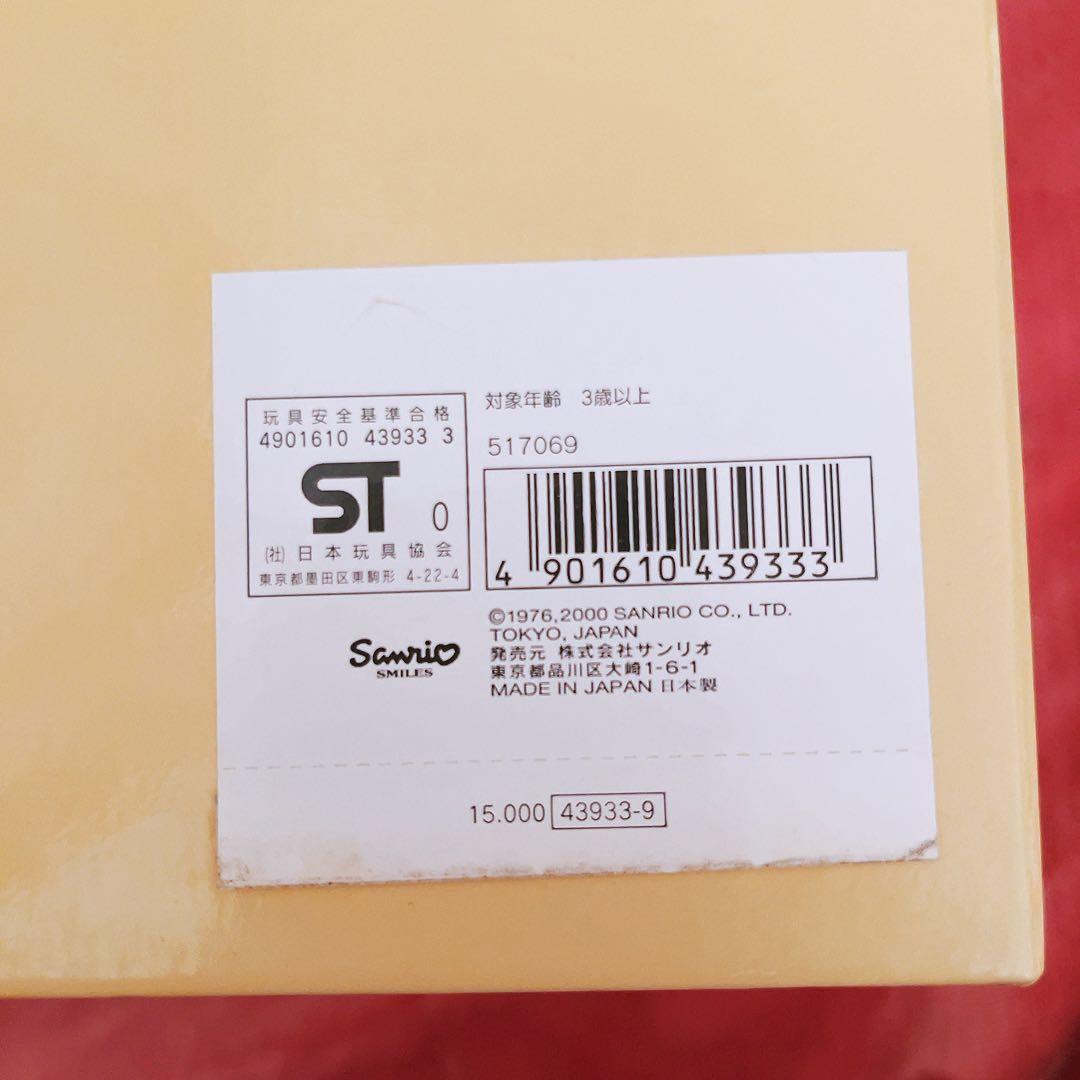 玩具安全基準合格
4901610 43933 3
ST 0
(社)日本玩具協会
東京都墨田区東駒形 4-22-4
対象年齢 3歳以上
517069
4 901610 439333
Sanrio
SMILES
©1976,2000 SANRIO CO., LTD.
TOKYO, JAPAN
発売元 株式会社サンリオ
東京都品川区大崎1-6-1
MADE IN JAPAN 日本製
15.000 43933-9